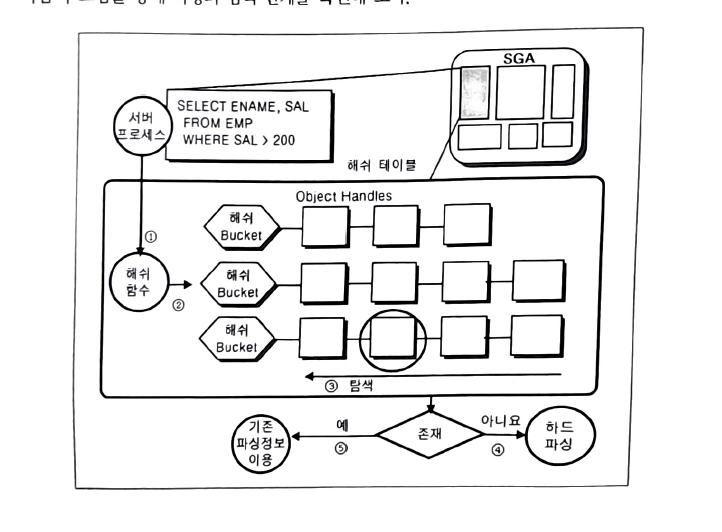 SGA
SELECT ENAME, SAL
FROM EMP
WHERE SAL > 200
서버
프로세스
해쉬 테이블
Object Handles
①
해쉬
Bucket
해쉬
함수
②
해쉬
Bucket
해쉬
Bucket
③ 탐색
기존
파싱정보
이용
예
⑤
존재
아니요
④
하드
파싱